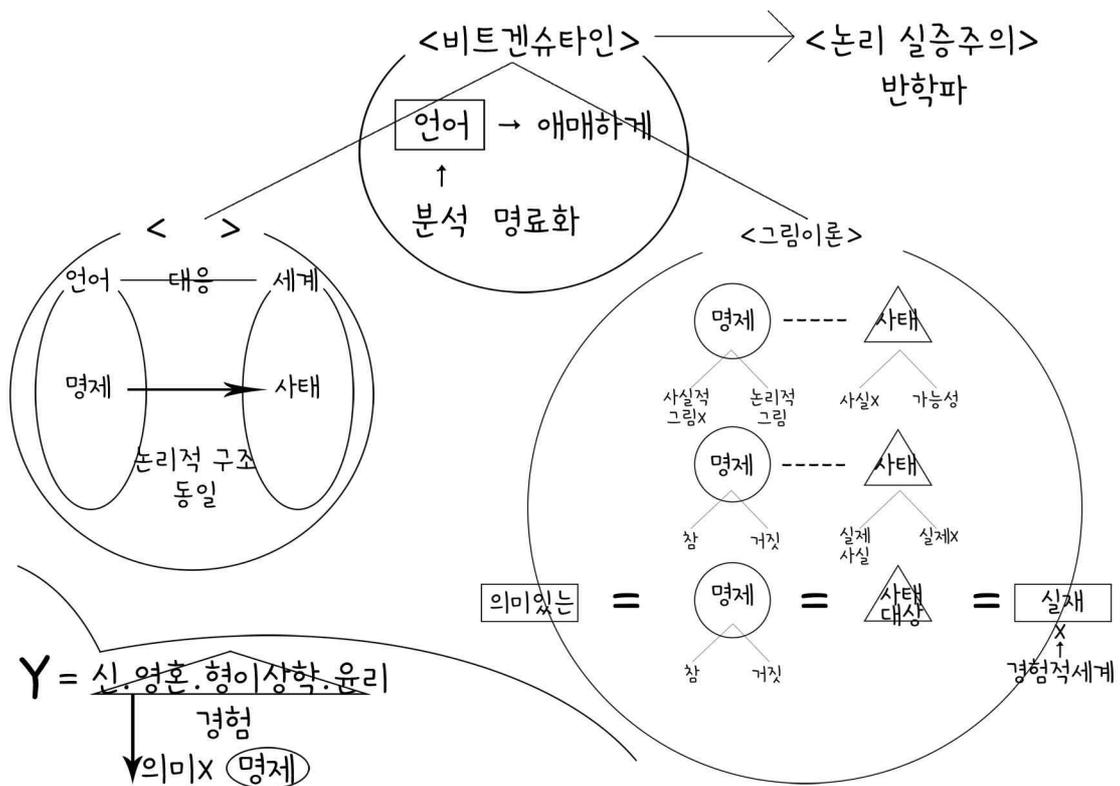 <비트겐슈타인> → <논리 실증주의>
반학파
언어 → 애매하게
↑
분석 명료화
< >
언어 대응 세계
명제 사태
논리적 구조
동일
<그림이론>
명제 ----- 사태
사실적 논리적 사실x 가능성
그림x 그림
명제 ----- 사태
참 거짓 실제 실제x
사실
의미있는 = 명제 = 사태 = 실재
대상
x
↑
참 거짓 경험적세계
Y = 신.영혼.형이상학.윤리
경험
의미x 명제